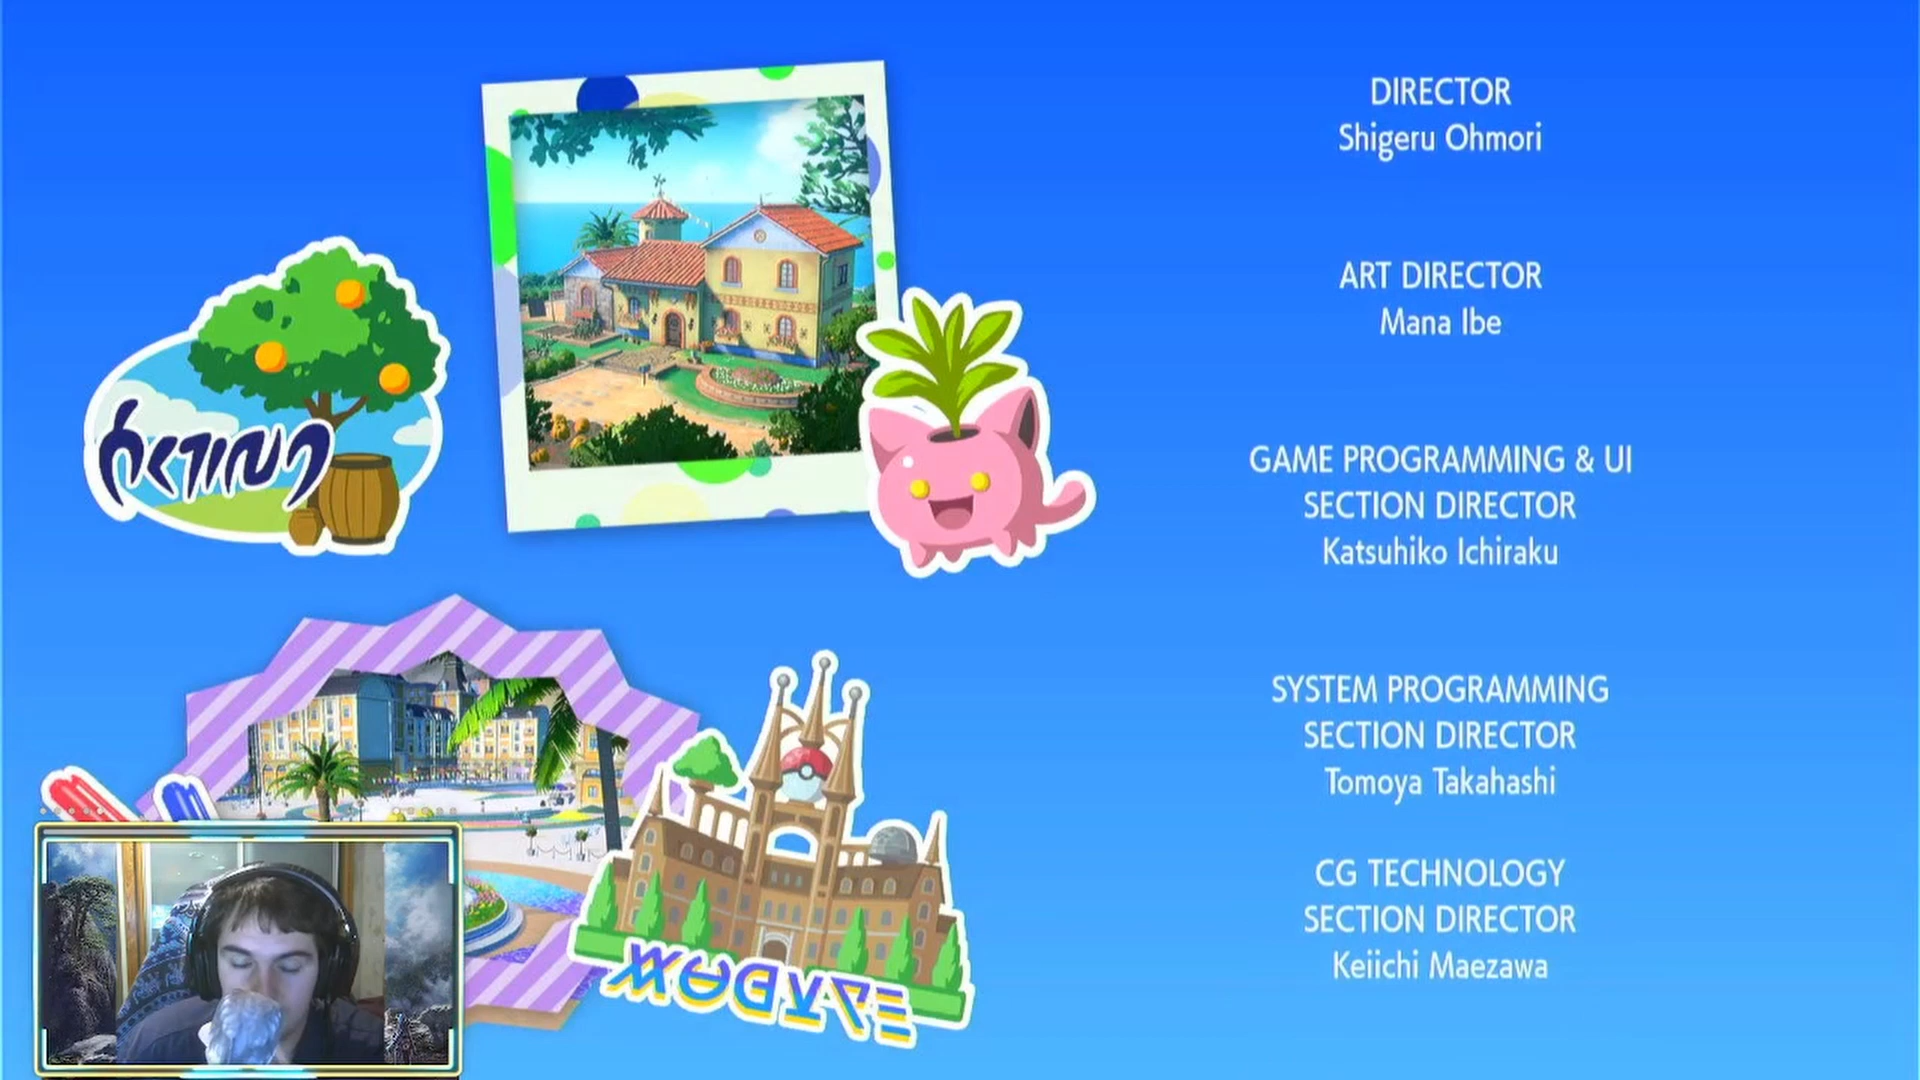 DIRECTOR
Shigeru Ohmori
ART DIRECTOR
Mana Ibe
GAME PROGRAMMING & UI
SECTION DIRECTOR
Katsuhiko Ichiraku
SYSTEM PROGRAMMING
SECTION DIRECTOR
Tomoya Takahashi
CG TECHNOLOGY
SECTION DIRECTOR
Keiichi Maezawa